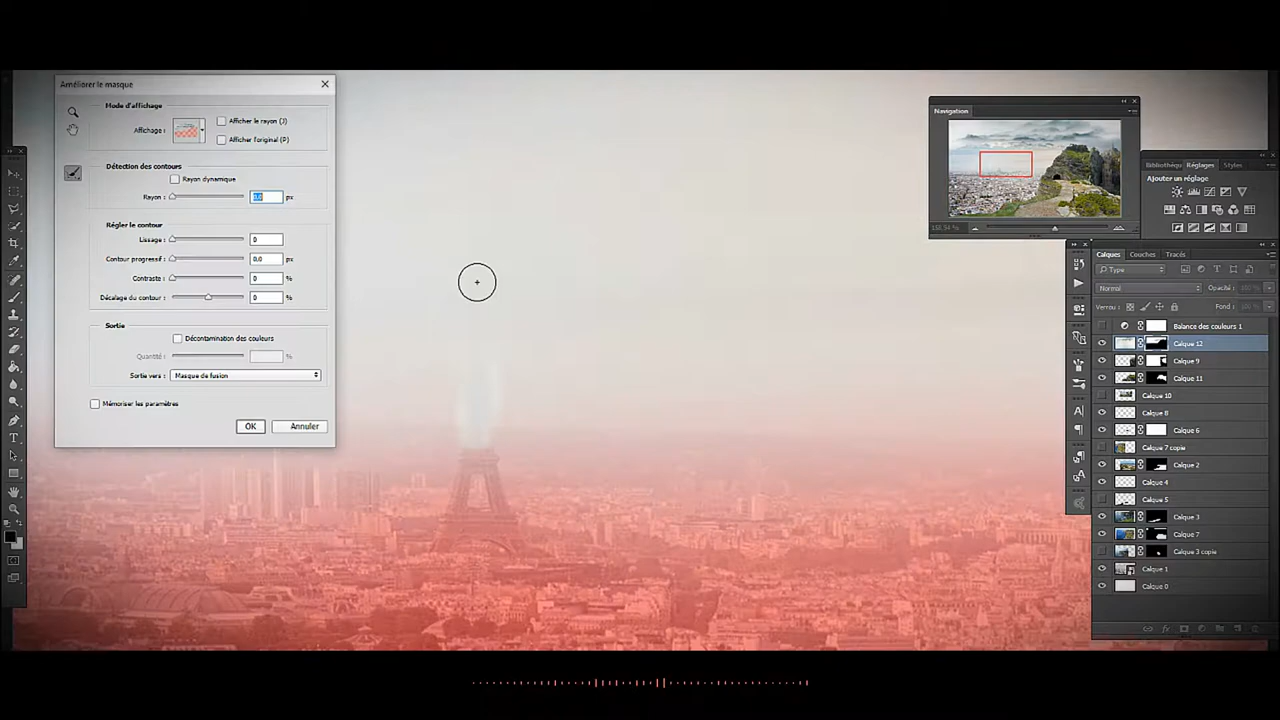 Améliorer le masque
Mode d'affichage
Affichage :
Afficher le rayon (J)
Afficher l'original (P)
Détection des contours
Rayon dynamique
Rayon : 0,0 px
Régler le contour
Lissage : 0
Contour progressif : 0,0 px
Contraste : 0 %
Décalage du contour : 0 %
Sortie
Décontamination des couleurs
Quantité : %
Sortie vers : Masque de fusion
Mémoriser les paramètres
OK Annuler
Navigation
Bibliothèqu Réglages Styles
Ajouter un réglage
Calques Couches Tracés
Type
Normal Opacité : 100 %
Verrou : Fond : 100 %
Balance des couleurs 1
Calque 12
Calque 9
Calque 11
Calque 10
Calque 8
Calque 6
Calque 7 copie
Calque 2
Calque 4
Calque 5
Calque 3
Calque 7
Calque 3 copie
Calque 1
Calque 0